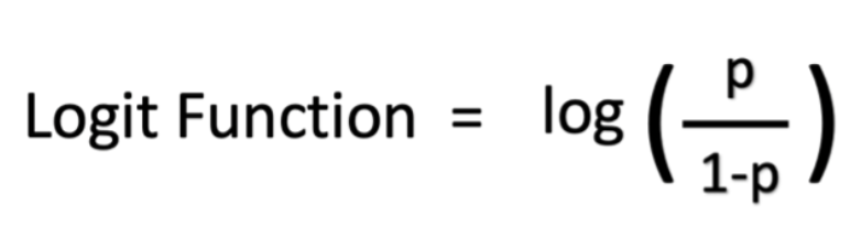 Logit Function = log ( p / 1-p )